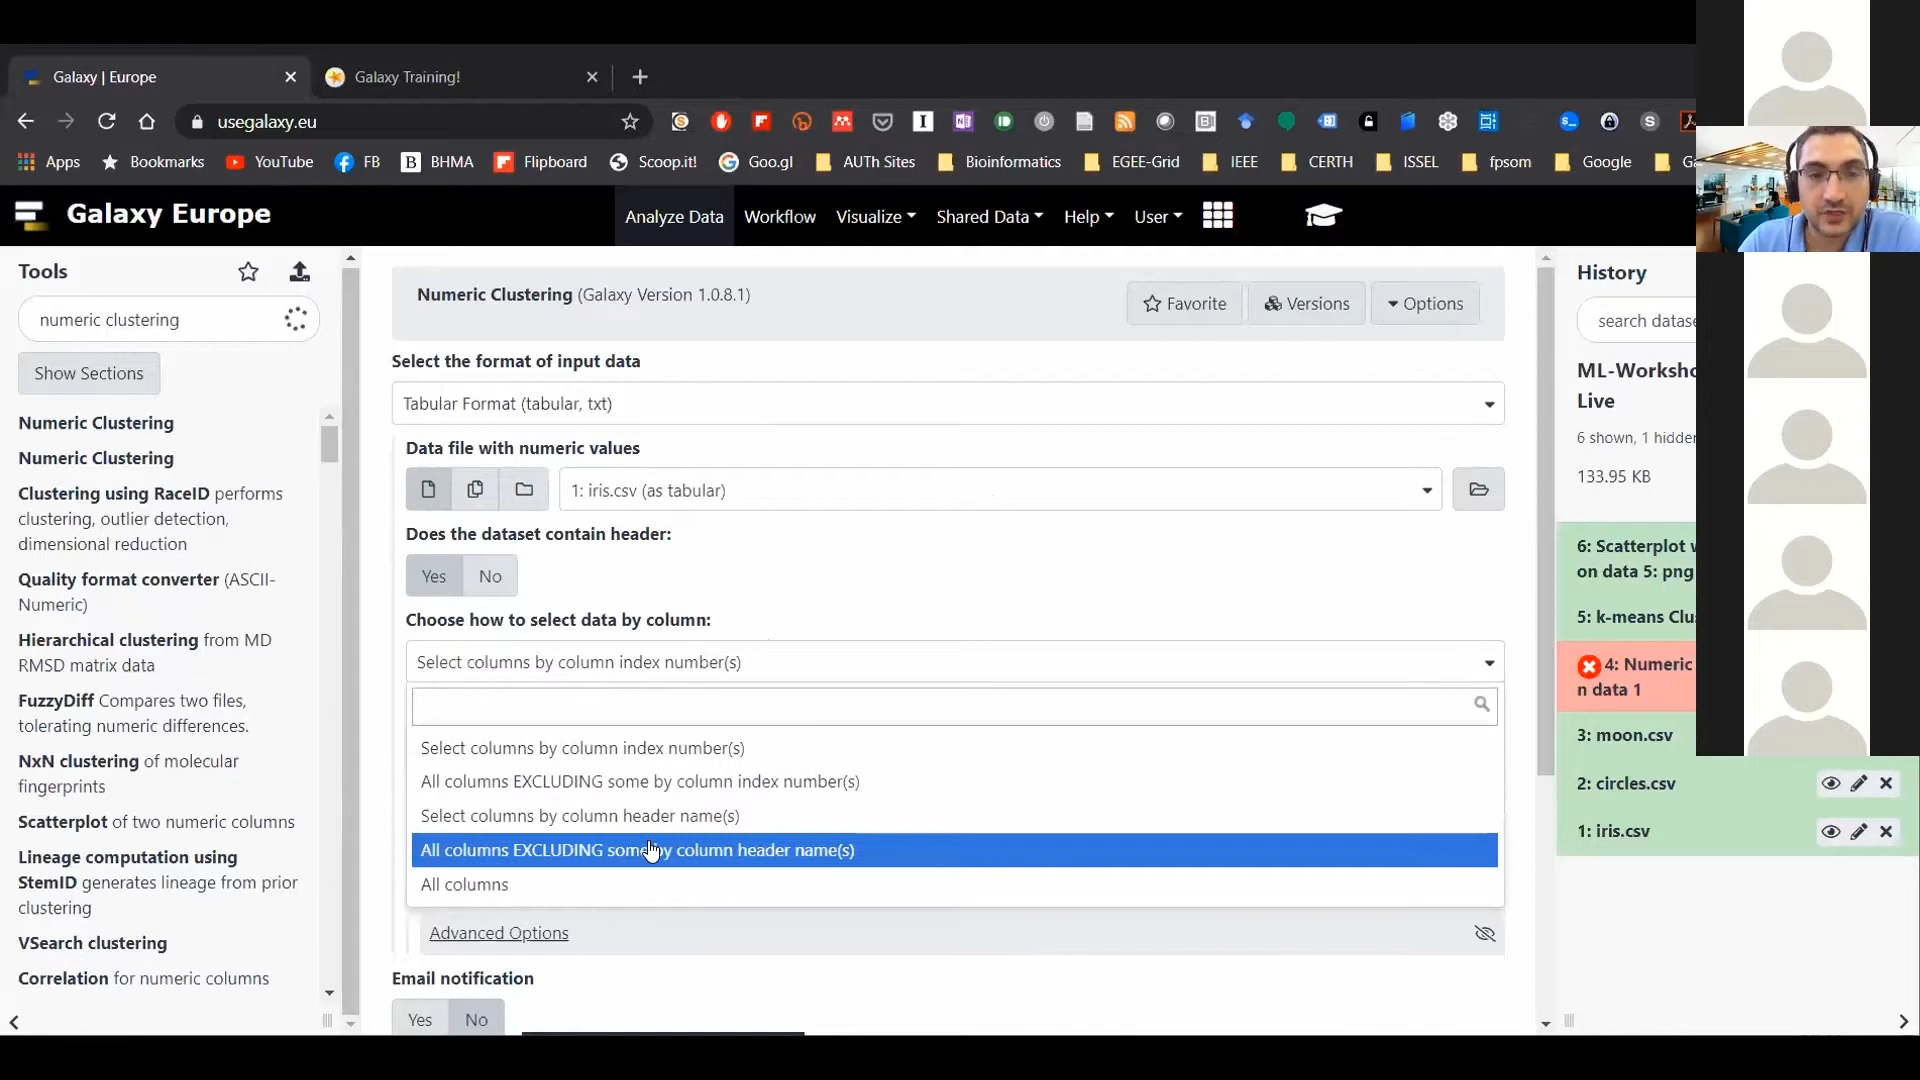 Galaxy | Europe
Galaxy Training!
usegalaxy.eu
Apps Bookmarks YouTube FB BHMA Flipboard Scoop.it! Goo.gl AUTh Sites Bioinformatics EGEE-Grid IEEE CERTH ISSEL fpsom Google
Galaxy Europe
Analyze Data Workflow Visualize Shared Data Help User
Tools
numeric clustering
Show Sections
Numeric Clustering
Numeric Clustering
Clustering using RaceID performs
clustering, outlier detection,
dimensional reduction
Quality format converter (ASCII-
Numeric)
Hierarchical clustering from MD
RMSD matrix data
FuzzyDiff Compares two files,
tolerating numeric differences.
NxN clustering of molecular
fingerprints
Scatterplot of two numeric columns
Lineage computation using
StemID generates lineage from prior
clustering
VSearch clustering
Correlation for numeric columns
Numeric Clustering (Galaxy Version 1.0.8.1)
Favorite Versions Options
Select the format of input data
Tabular Format (tabular, txt)
Data file with numeric values
1: iris.csv (as tabular)
Does the dataset contain header:
Yes No
Choose how to select data by column:
Select columns by column index number(s)
Select columns by column index number(s)
All columns EXCLUDING some by column index number(s)
Select columns by column header name(s)
All columns EXCLUDING some by column header name(s)
All columns
Advanced Options
Email notification
Yes No
History
search datase
ML-Worksho
Live
6 shown, 1 hidden
133.95 KB
6: Scatterplot w
on data 5: png
5: k-means Clu
4: Numeric
n data 1
3: moon.csv
2: circles.csv
1: iris.csv